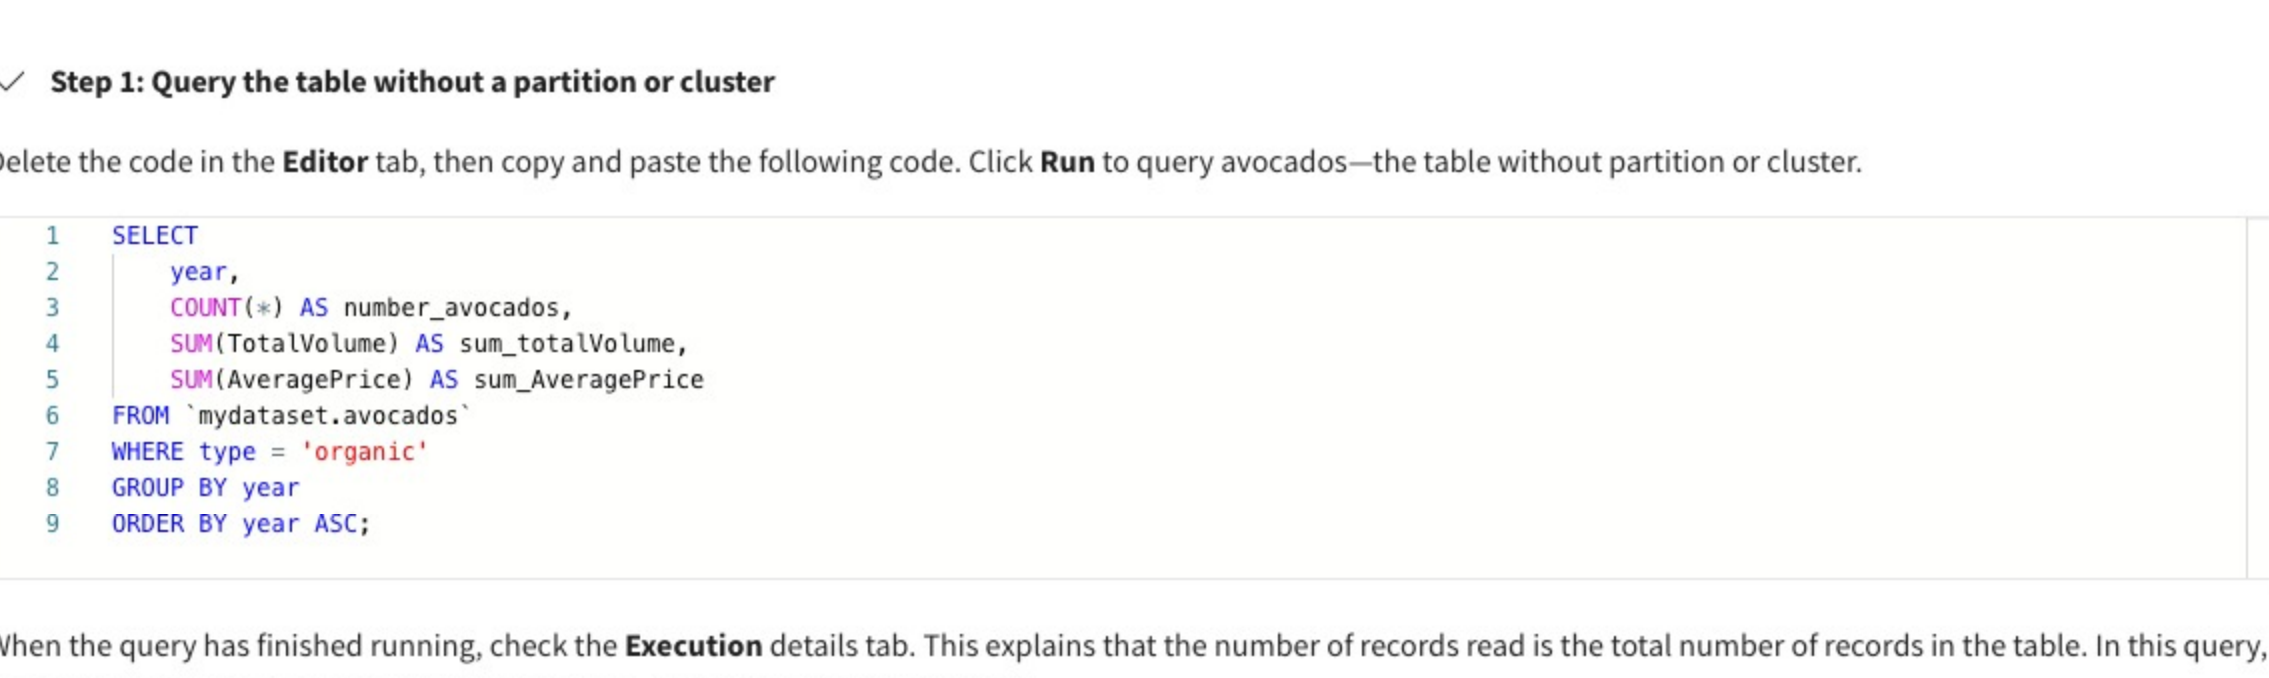 Step 1: Query the table without a partition or cluster
Delete the code in the Editor tab, then copy and paste the following code. Click Run to query avocados—the table without partition or cluster.
1 SELECT
2     year,
3     COUNT(*) AS number_avocados,
4     SUM(TotalVolume) AS sum_totalVolume,
5     SUM(AveragePrice) AS sum_AveragePrice
6 FROM `mydataset.avocados`
7 WHERE type = 'organic'
8 GROUP BY year
9 ORDER BY year ASC;
When the query has finished running, check the Execution details tab. This explains that the number of records read is the total number of records in the table. In this query,